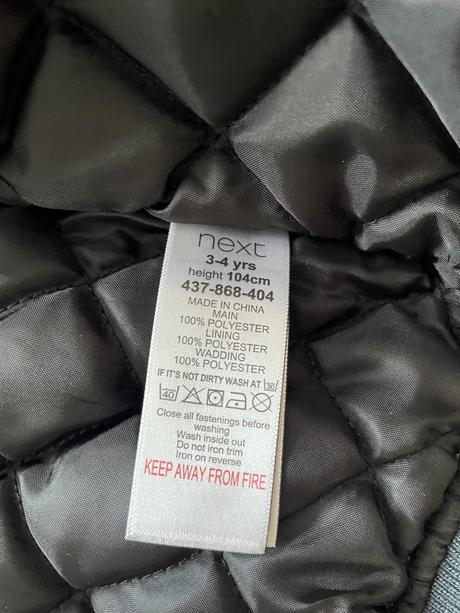 next
3-4 yrs
height 104cm
437-868-404
MADE IN CHINA
MAIN
100% POLYESTER
LINING
100% POLYESTER
WADDING
100% POLYESTER
IF IT'S NOT DIRTY WASH AT 30
40
Close all fastenings before
washing
Wash inside out
Do not iron trim
Iron on reverse
KEEP AWAY FROM FIRE